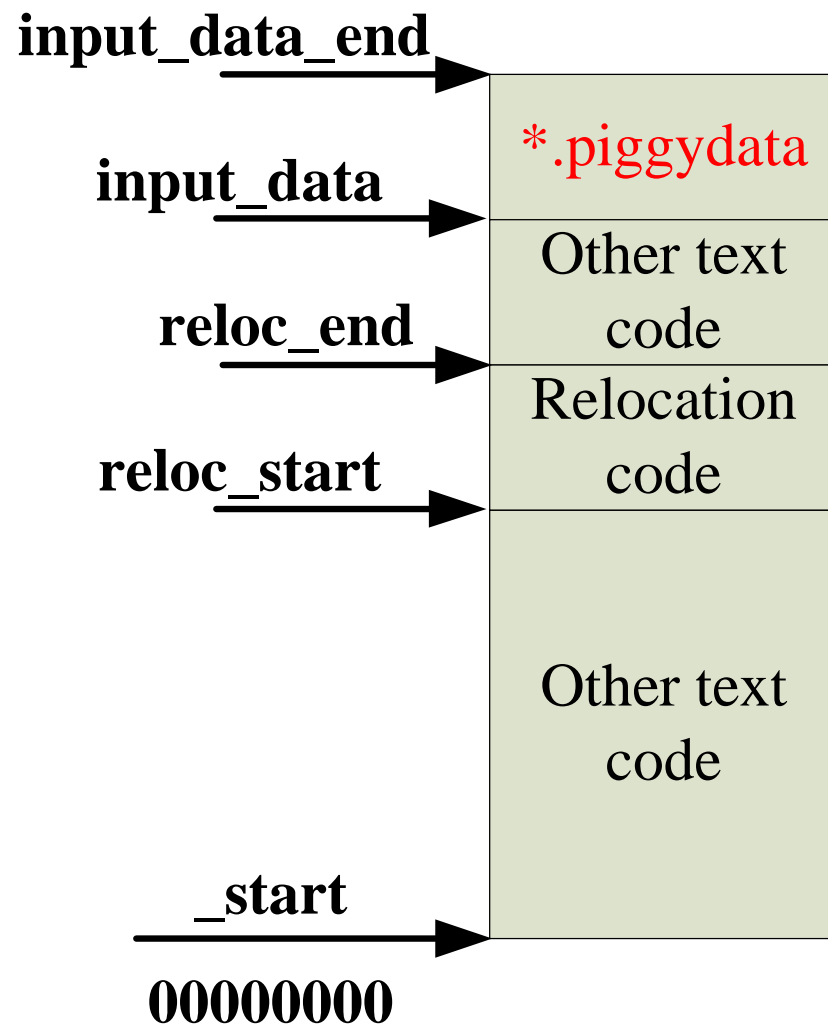 input_data_end
*.piggydata
input_data
Other text
code
reloc_end
Relocation
code
reloc_start
Other text
code
_start
00000000